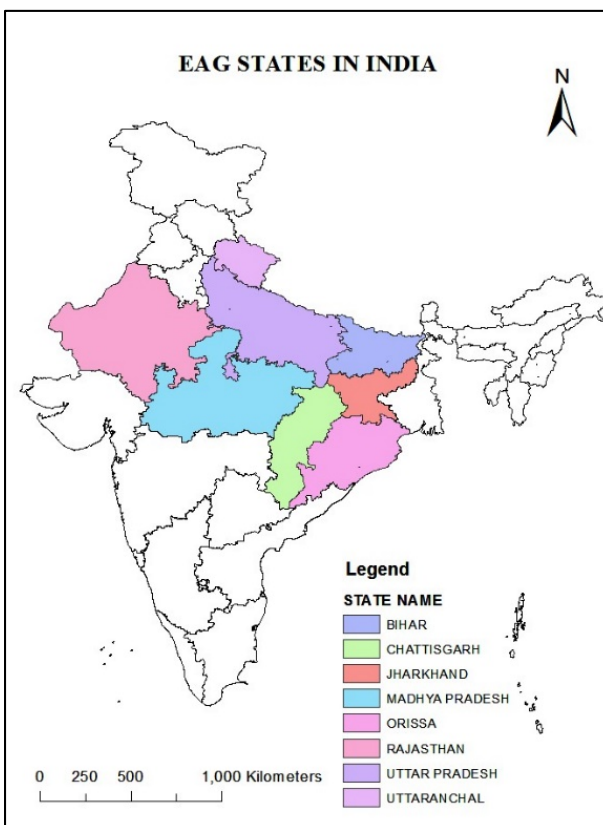 EAG STATES IN INDIA
N
Legend
STATE NAME
BIHAR
CHATTISGARH
JHARKHAND
MADHYA PRADESH
ORISSA
RAJASTHAN
UTTAR PRADESH
UTTARANCHAL
0 250 500 1,000 Kilometers